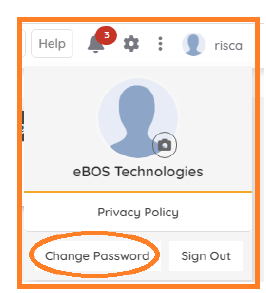 Help 3 risca
eBOS Technologies
Privacy Policy
Change Password Sign Out